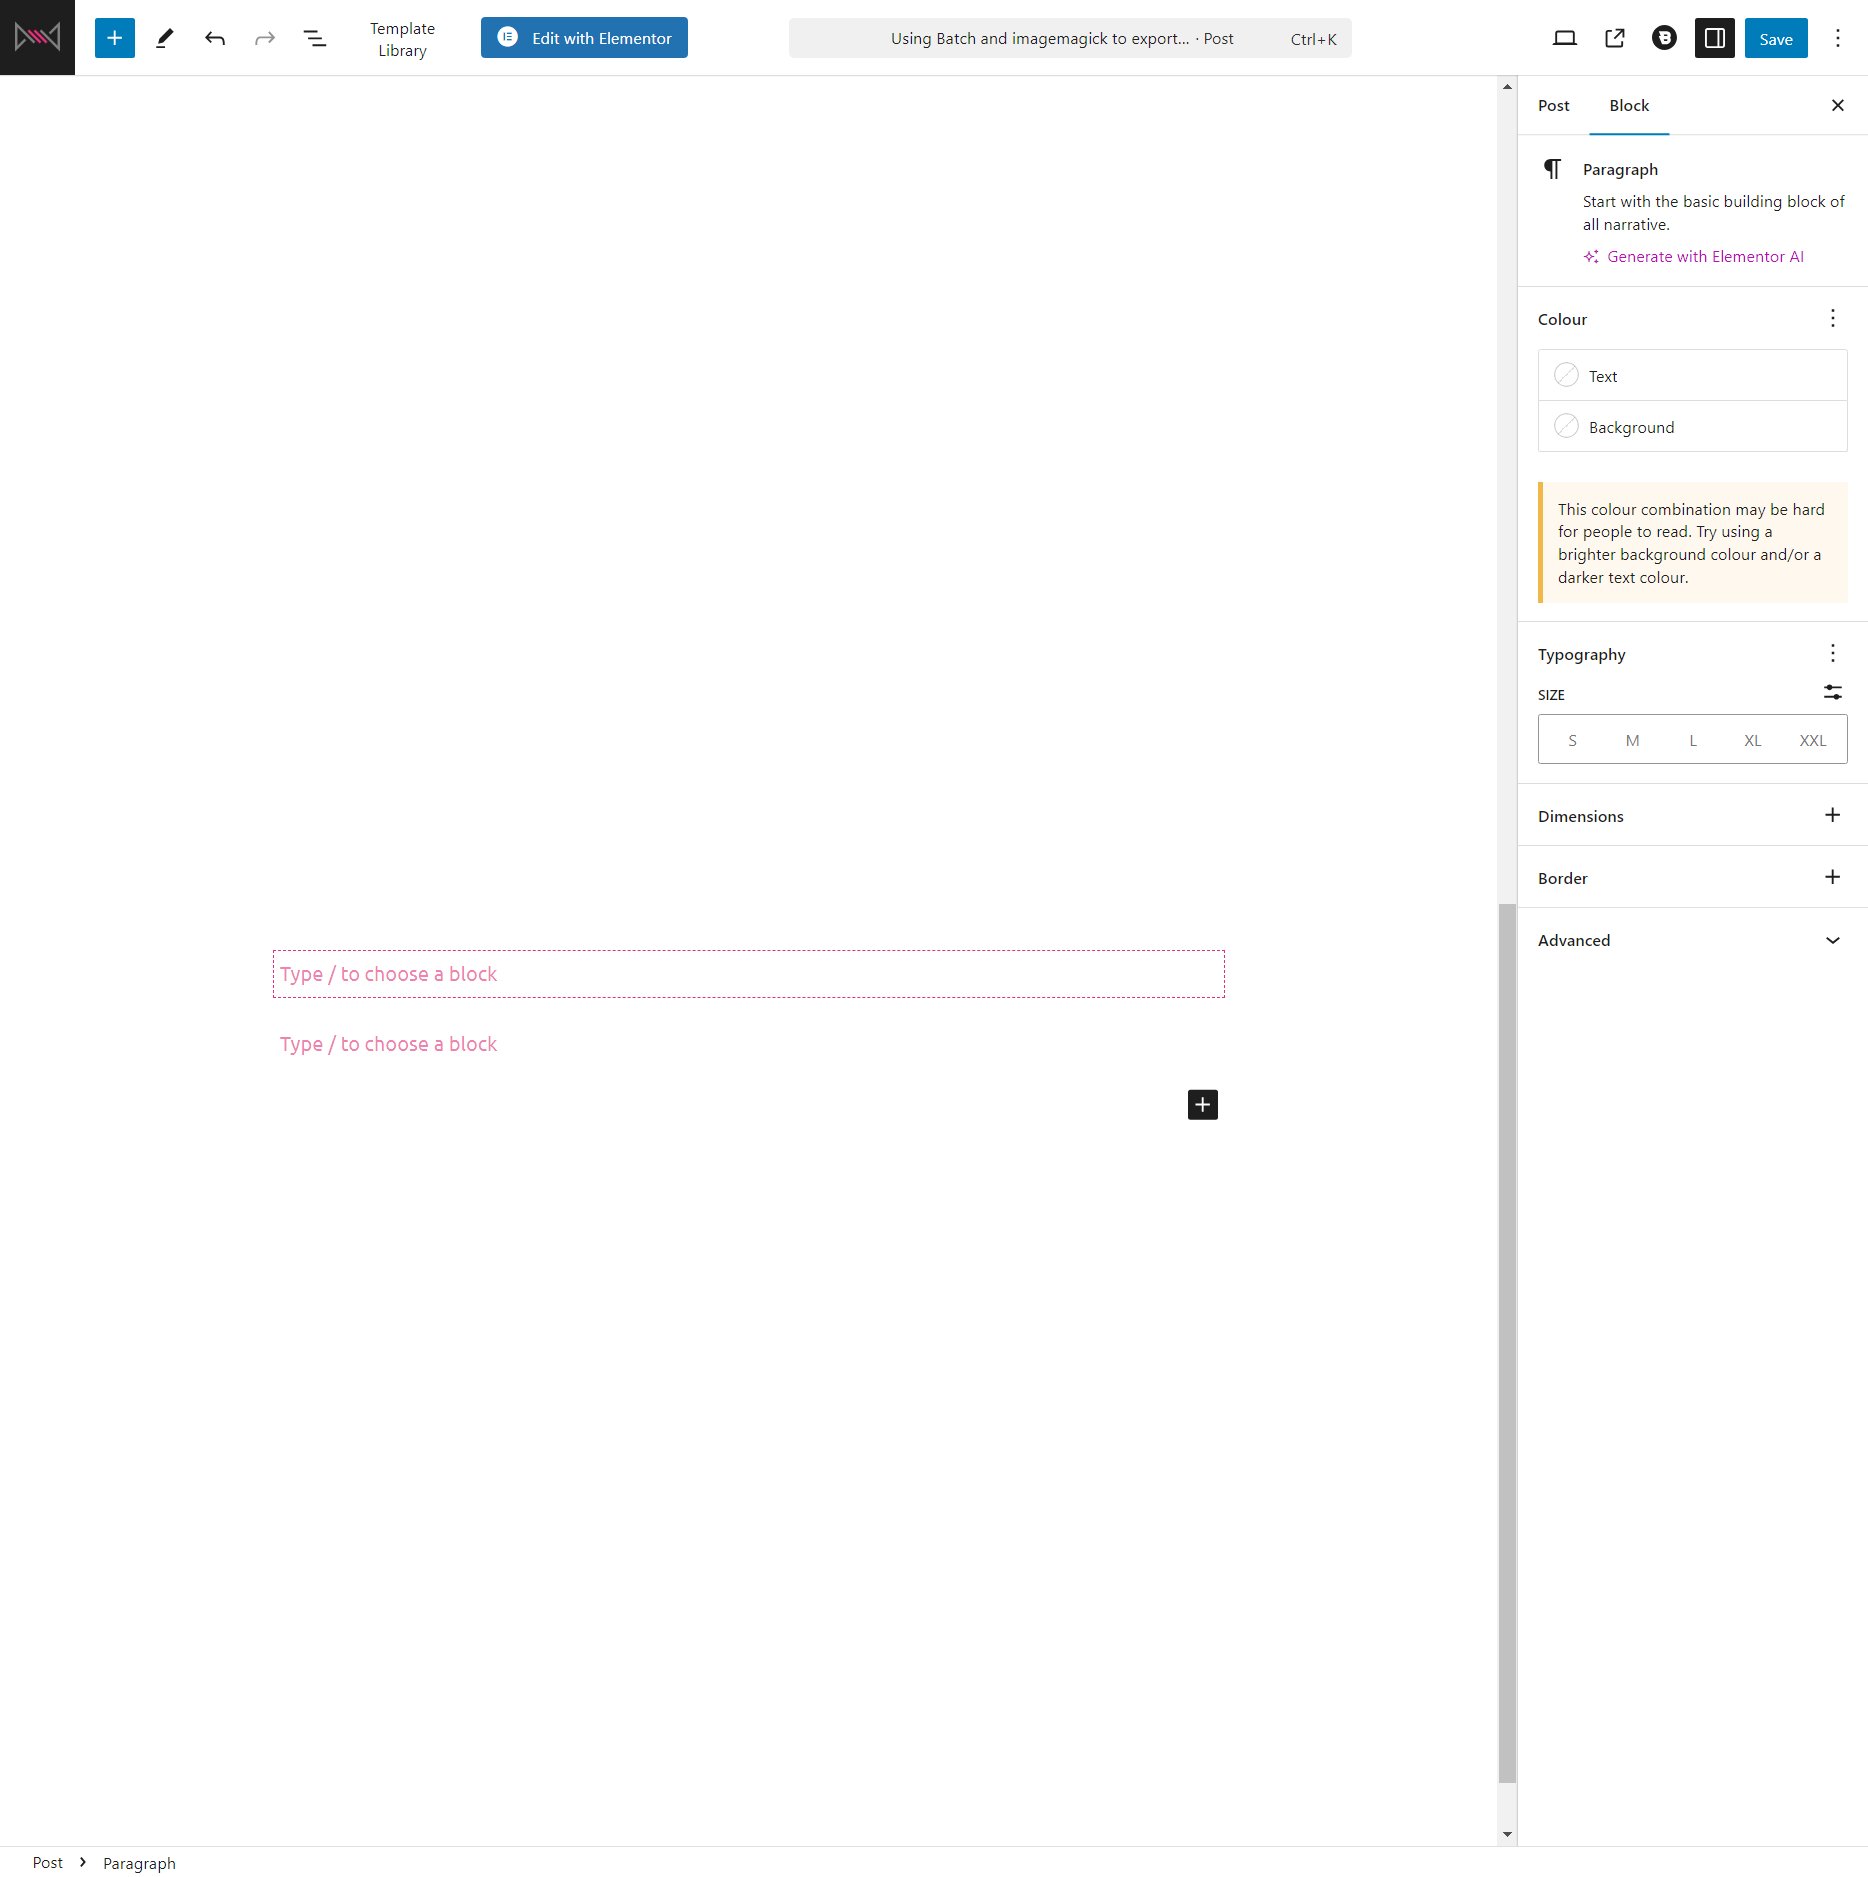 Template
Library
Edit with Elementor
Using Batch and imagemagick to export... · Post
Ctrl+K
Save
Post
Block
Paragraph
Start with the basic building block of
all narrative.
Generate with Elementor AI
Colour
Text
Background
This colour combination may be hard
for people to read. Try using a
brighter background colour and/or a
darker text colour.
Typography
SIZE
S M L XL XXL
Dimensions
Border
Advanced
Type / to choose a block
Type / to choose a block
Post
Paragraph